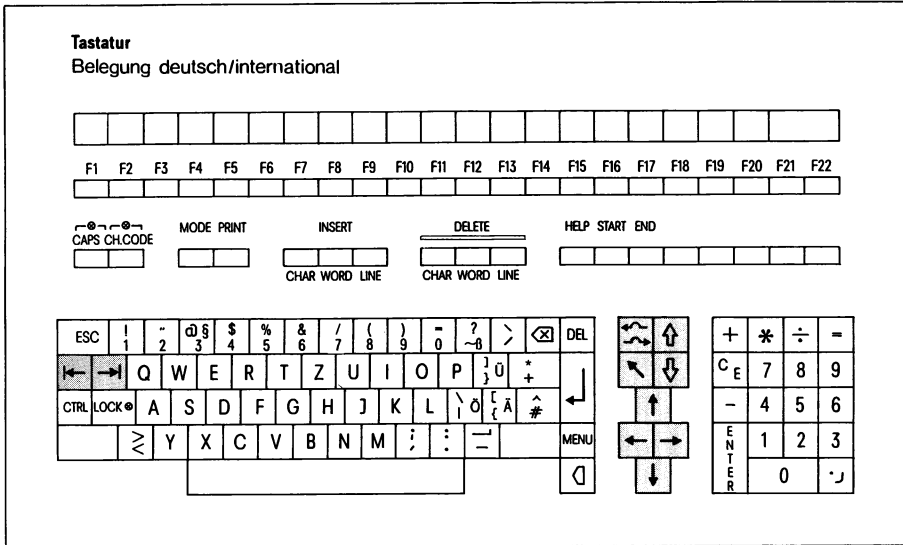 Tastatur
Belegung deutsch/international
F1 F2 F3 F4 F5 F6 F7 F8 F9 F10 F11 F12 F13 F14 F15 F16 F17 F18 F19 F20 F21 F22
CAPS CH.CODE MODE PRINT INSERT DELETE HELP START END
CHAR WORD LINE CHAR WORD LINE
ESC ! 1 " 2 @ § 3 $ 4 % 5 & 6 / 7 ( 8 ) 9 = 0 ? ~ß \ / ⌫ DEL + * ÷ =
|← →| Q W E R T Z U I O P ] } Ü * + CE 7 8 9
CTRL LOCK A S D F G H J K L \ | Ö [ { Ä ^ # ↵ ↑ − 4 5 6
> < Y X C V B N M ; , : . — _ MENU ← → ENTER 1 2 3
↓ 0 . ,